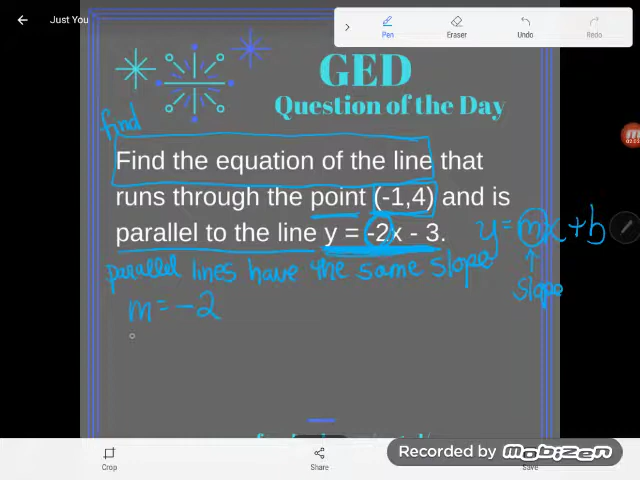 Just You
Pen
Eraser
Undo
Redo
GED
Question of the Day
find
Find the equation of the line that
runs through the point (-1,4) and is
parallel to the line y = -2x - 3.
y = mx + b
parallel lines have the same slope
slope
m = -2
Crop
Share
Save
Recorded by Mobizen